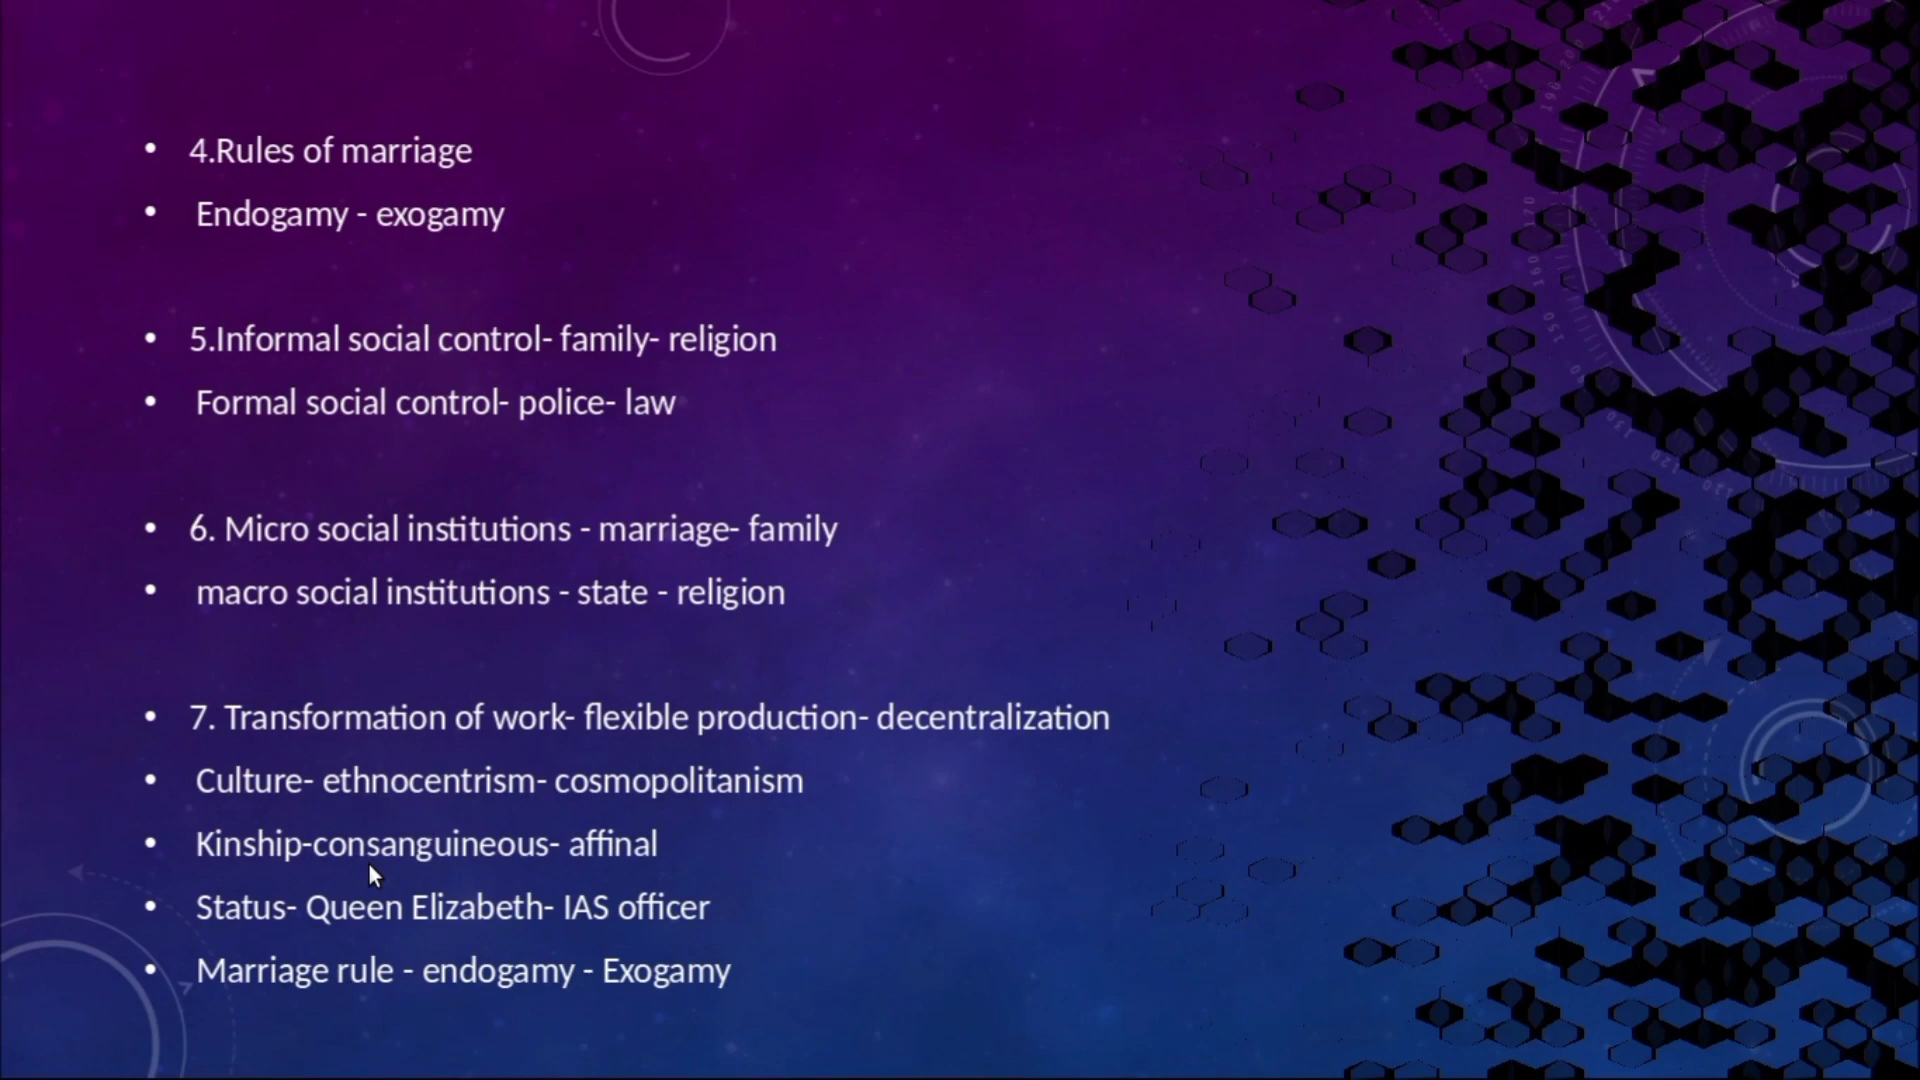 • 4.Rules of marriage
• Endogamy - exogamy
• 5.Informal social control- family- religion
• Formal social control- police- law
• 6. Micro social institutions - marriage- family
• macro social institutions - state - religion
• 7. Transformation of work- flexible production- decentralization
• Culture- ethnocentrism- cosmopolitanism
• Kinship-consanguineous- affinal
• Status- Queen Elizabeth- IAS officer
• Marriage rule - endogamy - Exogamy